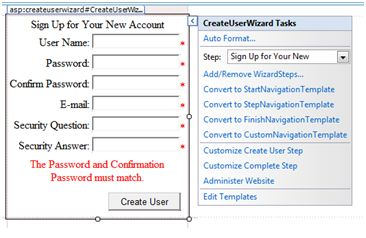 asp:createuserwizard#CreateUserWiz...
Sign Up for Your New Account
User Name: *
Password: *
Confirm Password: *
E-mail: *
Security Question: *
Security Answer: *
The Password and Confirmation
Password must match.
Create User
CreateUserWizard Tasks
Auto Format...
Step: Sign Up for Your New
Add/Remove WizardSteps...
Convert to StartNavigationTemplate
Convert to StepNavigationTemplate
Convert to FinishNavigationTemplate
Convert to CustomNavigationTemplate
Customize Create User Step
Customize Complete Step
Administer Website
Edit Templates